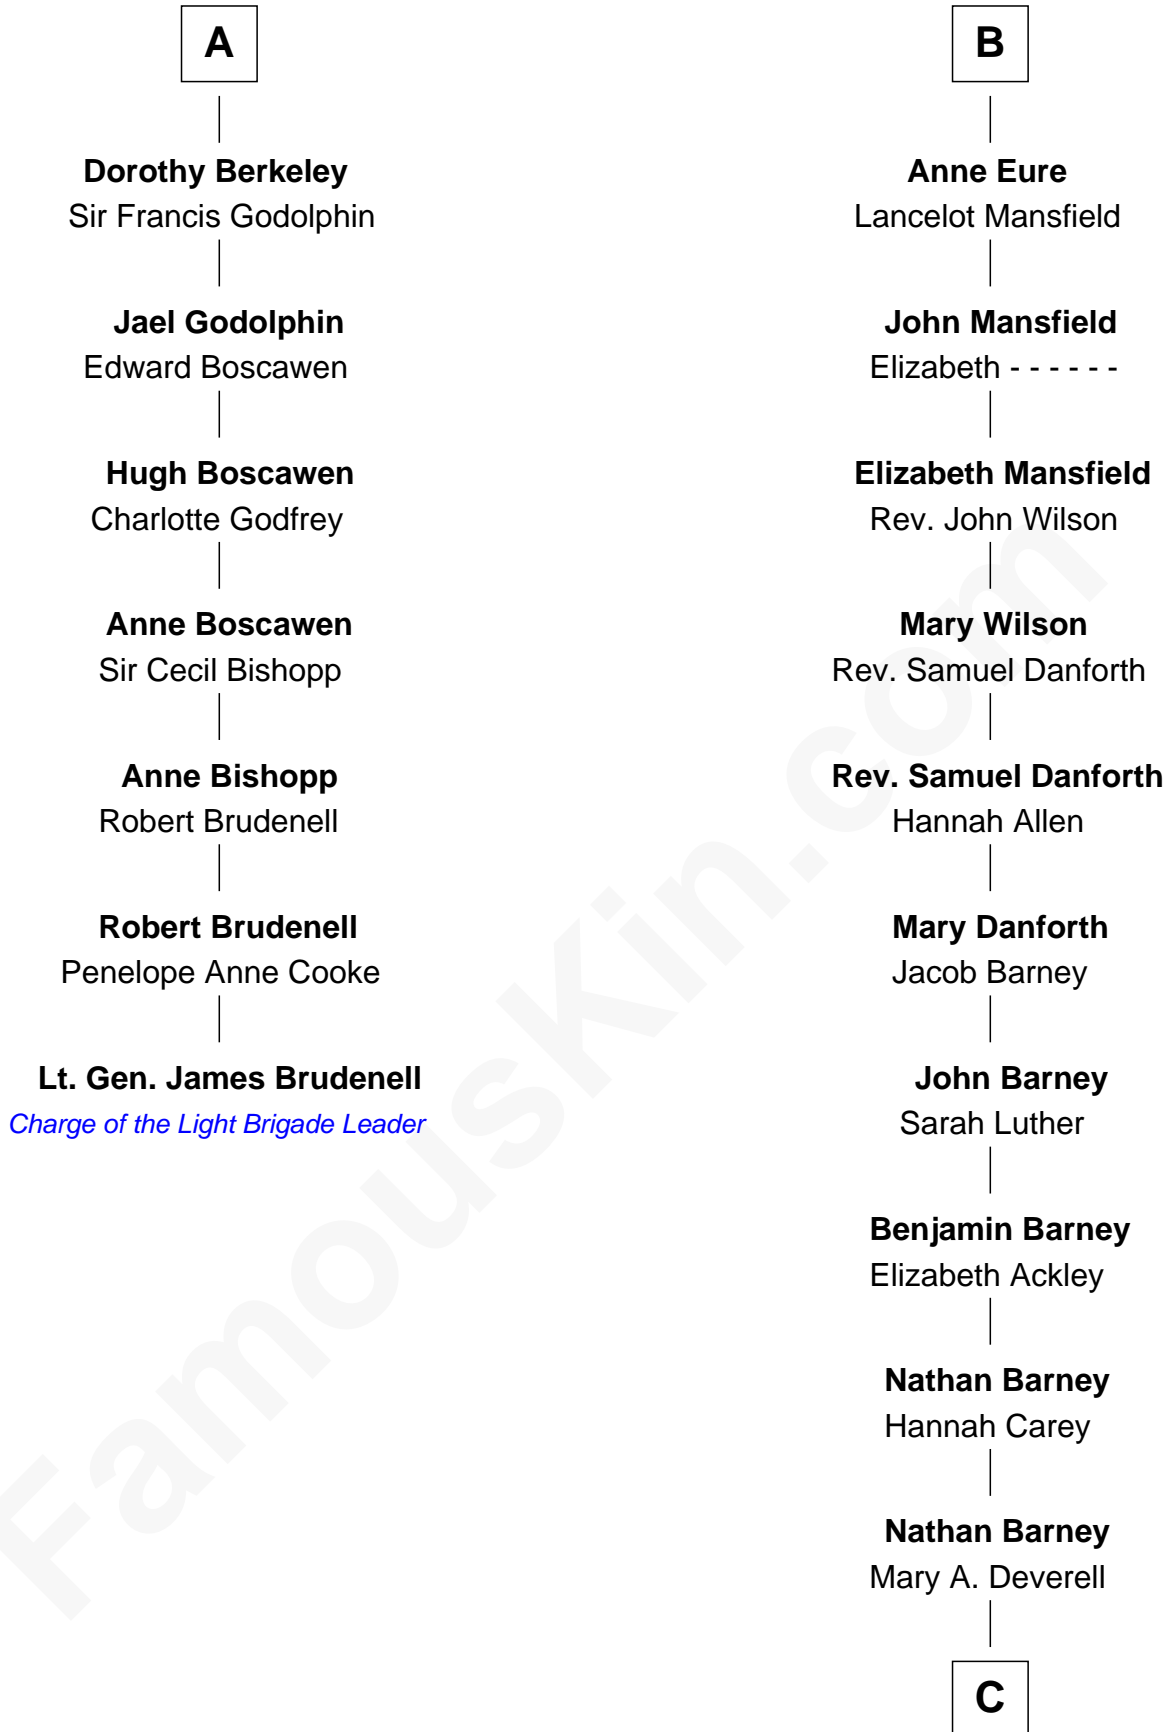 A
Dorothy Berkeley
Sir Francis Godolphin
Jael Godolphin
Edward Boscawen
Hugh Boscawen
Charlotte Godfrey
Anne Boscawen
Sir Cecil Bishopp
Anne Bishopp
Robert Brudenell
Robert Brudenell
Penelope Anne Cooke
Lt. Gen. James Brudenell
Charge of the Light Brigade Leader
B
Anne Eure
Lancelot Mansfield
John Mansfield
Elizabeth - - - - - -
Elizabeth Mansfield
Rev. John Wilson
Mary Wilson
Rev. Samuel Danforth
Rev. Samuel Danforth
Hannah Allen
Mary Danforth
Jacob Barney
John Barney
Sarah Luther
Benjamin Barney
Elizabeth Ackley
Nathan Barney
Hannah Carey
Nathan Barney
Mary A. Deverell
C
FamousKin.com